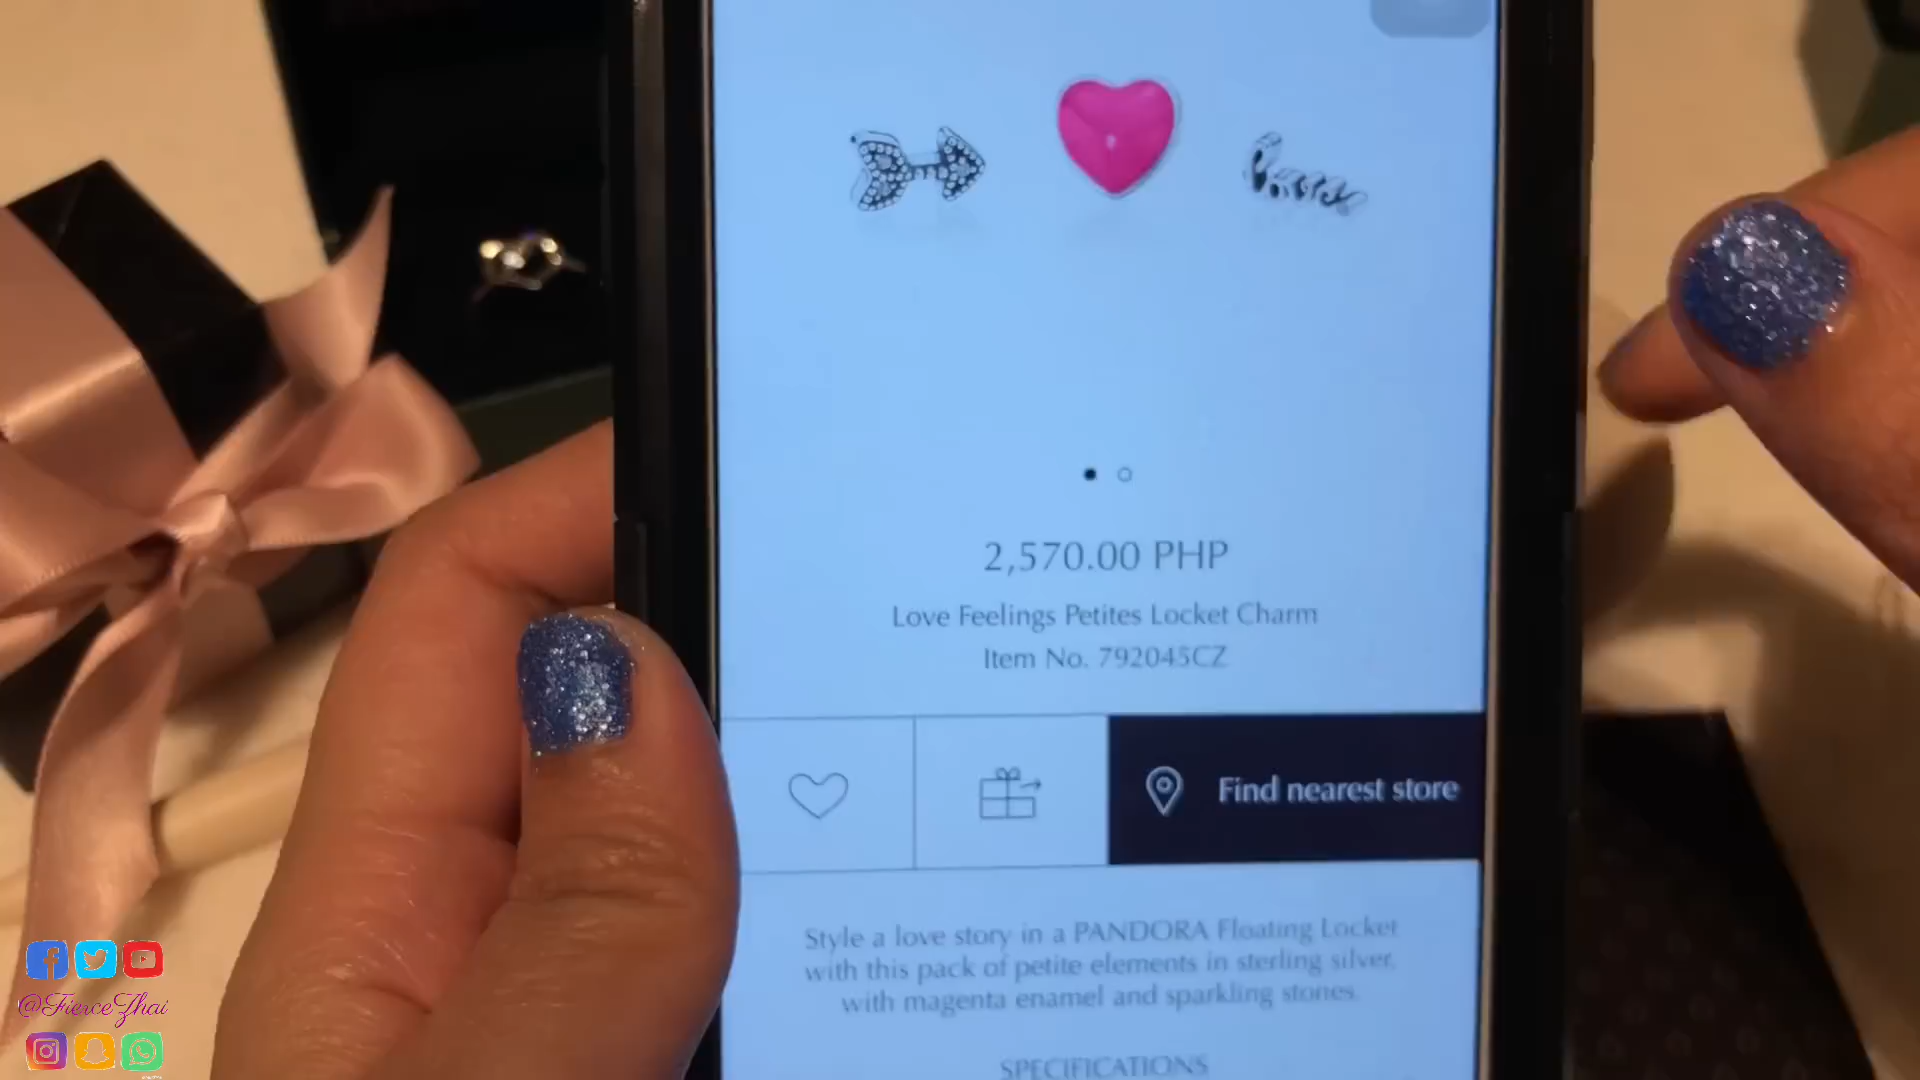 2,570.00 PHP
Love Feelings Petites Locket Charm
Item No. 792045CZ
Find nearest store
Style a love story in a PANDORA Floating Locket
with this pack of petite elements in sterling silver,
with magenta enamel and sparkling stones.
SPECIFICATIONS
@FierceZhai